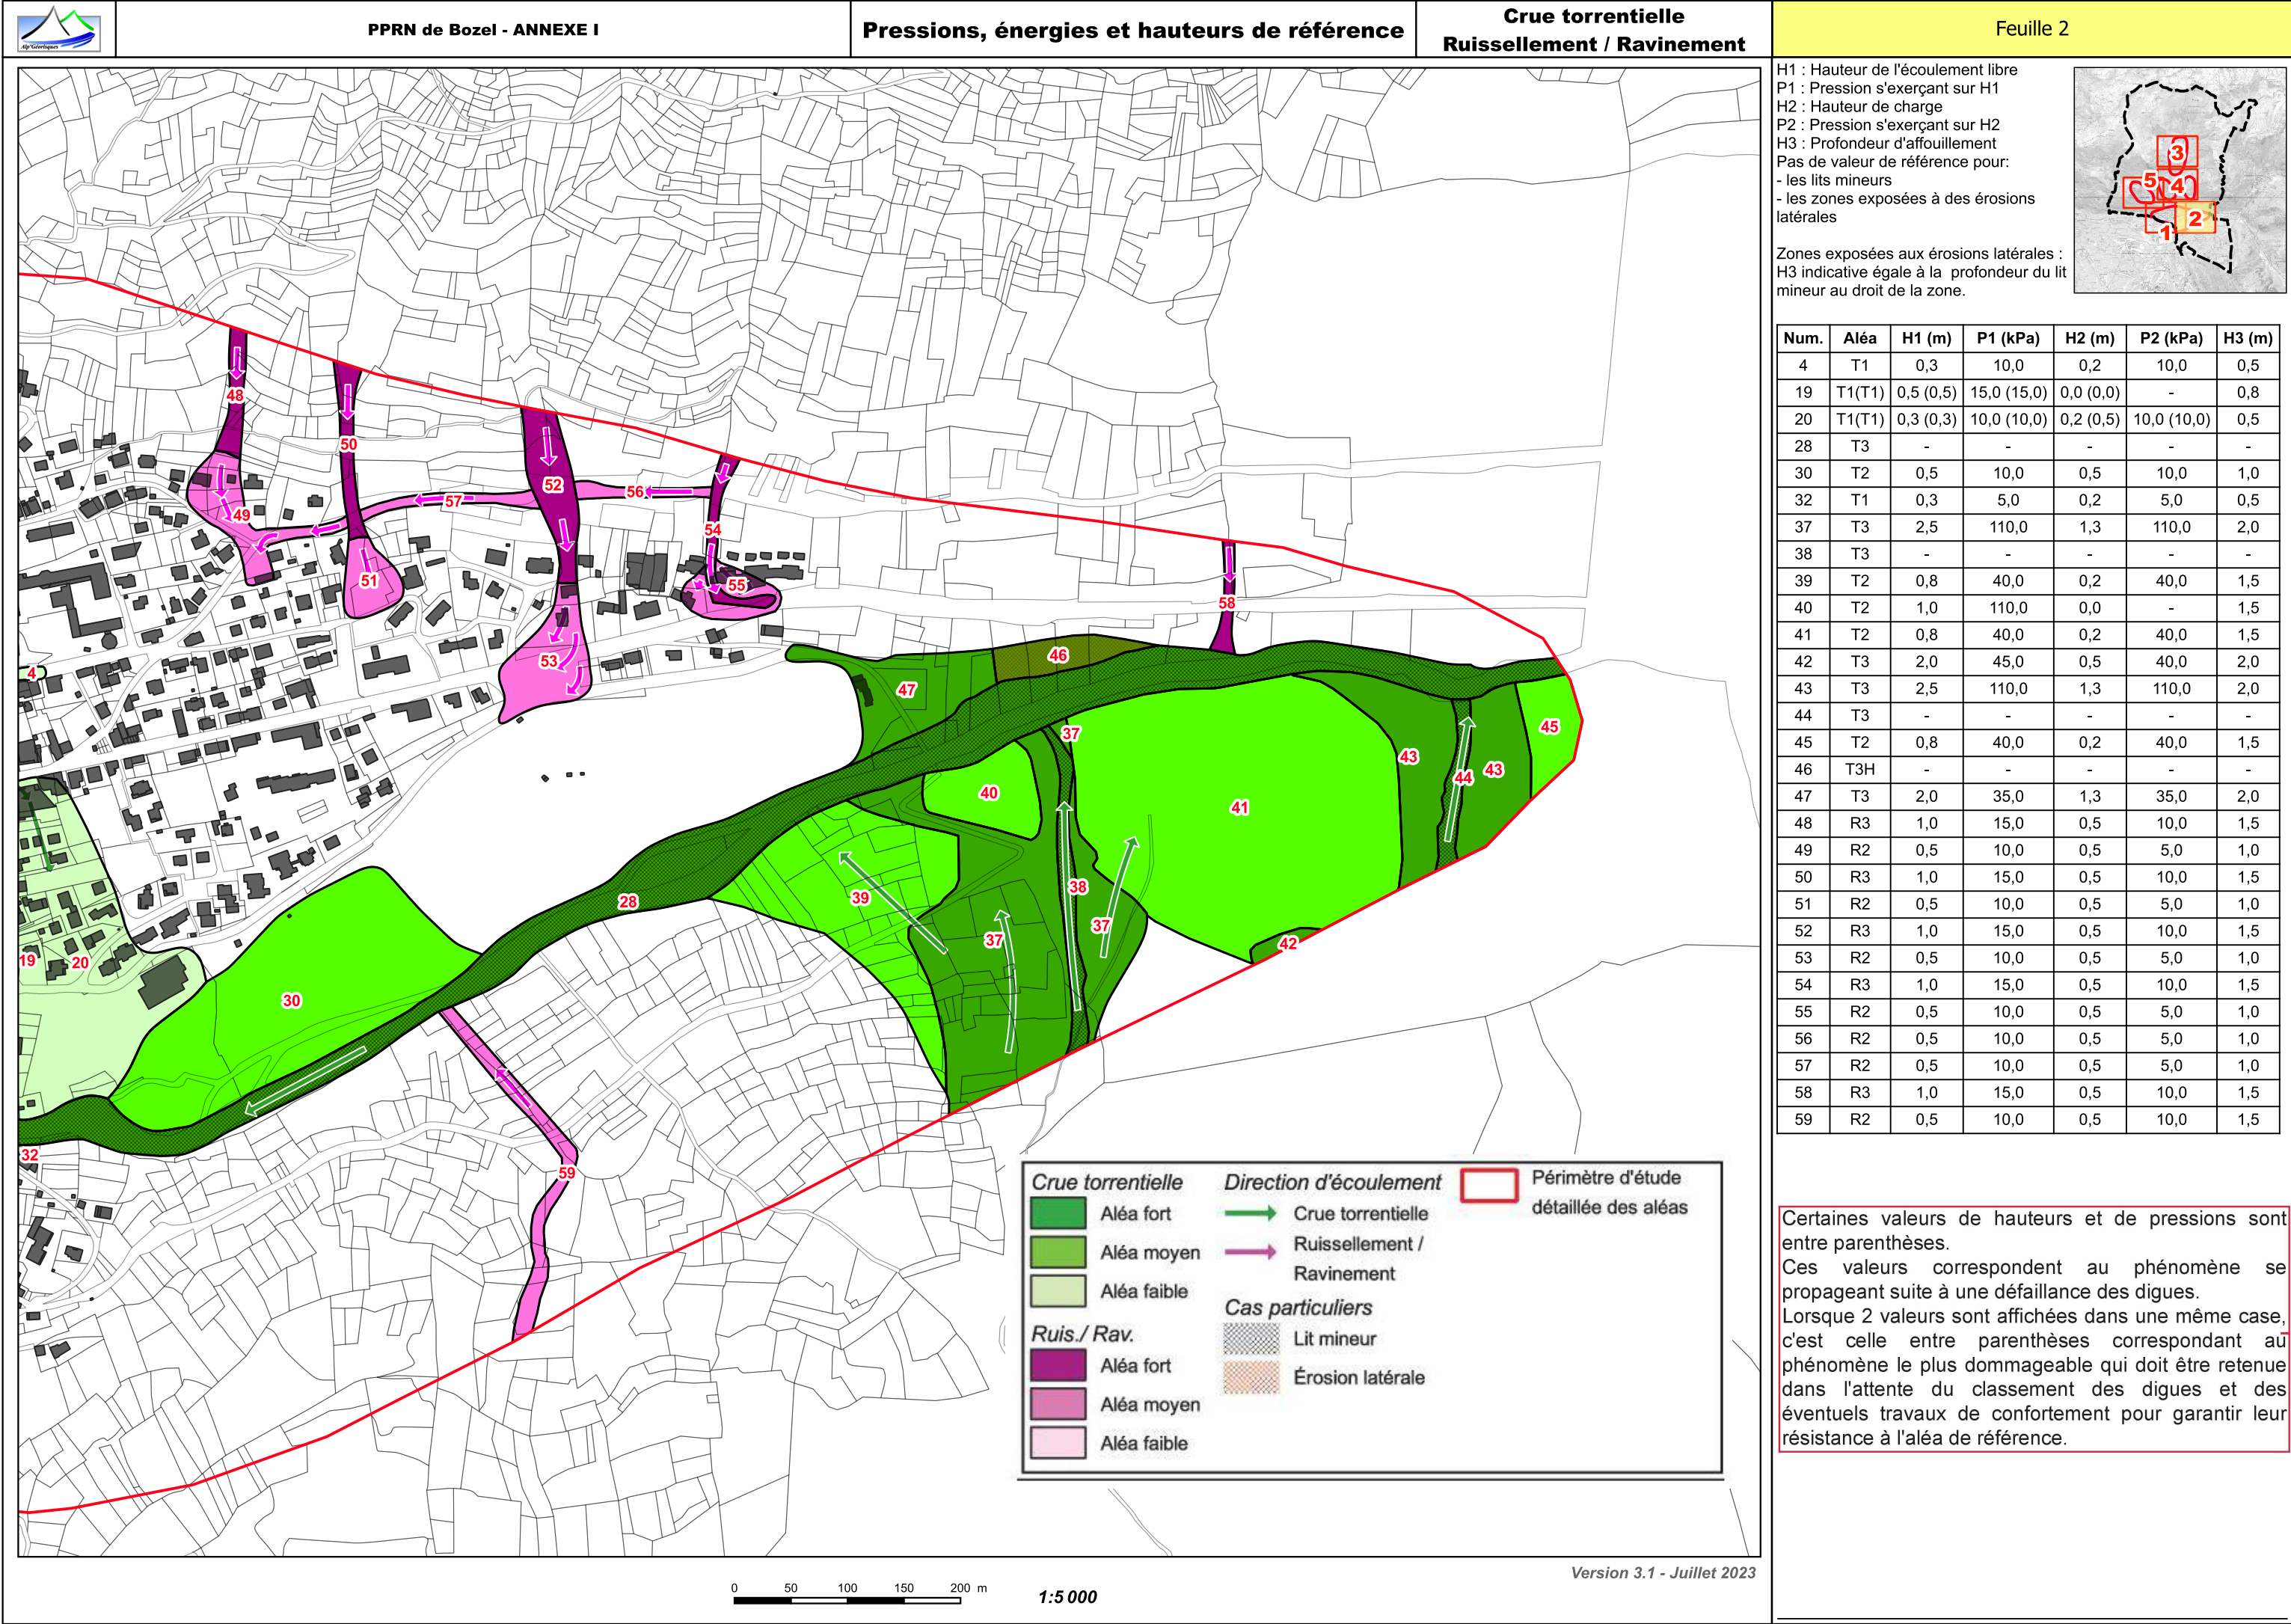 Alp'Géorisques
PPRN de Bozel - ANNEXE I
Pressions, énergies et hauteurs de référence
Crue torrentielle
Ruissellement / Ravinement
Feuille 2
H1 : Hauteur de l'écoulement libre
P1 : Pression s'exerçant sur H1
H2 : Hauteur de charge
P2 : Pression s'exerçant sur H2
H3 : Profondeur d'affouillement
Pas de valeur de référence pour:
- les lits mineurs
- les zones exposées à des érosions
latérales
Zones exposées aux érosions latérales :
H3 indicative égale à la profondeur du lit
mineur au droit de la zone.
3
5 4
2
1
Num. Aléa H1 (m) P1 (kPa) H2 (m) P2 (kPa) H3 (m)
4 T1 0,3 10,0 0,2 10,0 0,5
19 T1(T1) 0,5 (0,5) 15,0 (15,0) 0,0 (0,0) - 0,8
20 T1(T1) 0,3 (0,3) 10,0 (10,0) 0,2 (0,5) 10,0 (10,0) 0,5
28 T3 - - - - -
30 T2 0,5 10,0 0,5 10,0 1,0
32 T1 0,3 5,0 0,2 5,0 0,5
37 T3 2,5 110,0 1,3 110,0 2,0
38 T3 - - - - -
39 T2 0,8 40,0 0,2 40,0 1,5
40 T2 1,0 110,0 0,0 - 1,5
41 T2 0,8 40,0 0,2 40,0 1,5
42 T3 2,0 45,0 0,5 40,0 2,0
43 T3 2,5 110,0 1,3 110,0 2,0
44 T3 - - - - -
45 T2 0,8 40,0 0,2 40,0 1,5
46 T3H - - - - -
47 T3 2,0 35,0 1,3 35,0 2,0
48 R3 1,0 15,0 0,5 10,0 1,5
49 R2 0,5 10,0 0,5 5,0 1,0
50 R3 1,0 15,0 0,5 10,0 1,5
51 R2 0,5 10,0 0,5 5,0 1,0
52 R3 1,0 15,0 0,5 10,0 1,5
53 R2 0,5 10,0 0,5 5,0 1,0
54 R3 1,0 15,0 0,5 10,0 1,5
55 R2 0,5 10,0 0,5 5,0 1,0
56 R2 0,5 10,0 0,5 5,0 1,0
57 R2 0,5 10,0 0,5 5,0 1,0
58 R3 1,0 15,0 0,5 10,0 1,5
59 R2 0,5 10,0 0,5 10,0 1,5
Certaines valeurs de hauteurs et de pressions sont
entre parenthèses.
Ces valeurs correspondent au phénomène se
propageant suite à une défaillance des digues.
Lorsque 2 valeurs sont affichées dans une même case,
c'est celle entre parenthèses correspondant au
phénomène le plus dommageable qui doit être retenue
dans l'attente du classement des digues et des
éventuels travaux de confortement pour garantir leur
résistance à l'aléa de référence.
48
50
52
56
57
49
54
51
55
58
53
46
4
47
37
45
43
43
44
40
41
38
39
28
37
37
42
19
20
30
32
59
Crue torrentielle
Aléa fort
Aléa moyen
Aléa faible
Ruis./ Rav.
Aléa fort
Aléa moyen
Aléa faible
Direction d'écoulement
Crue torrentielle
Ruissellement /
Ravinement
Cas particuliers
Lit mineur
Érosion latérale
Périmètre d'étude
détaillée des aléas
Version 3.1 - Juillet 2023
0 50 100 150 200 m
1:5 000